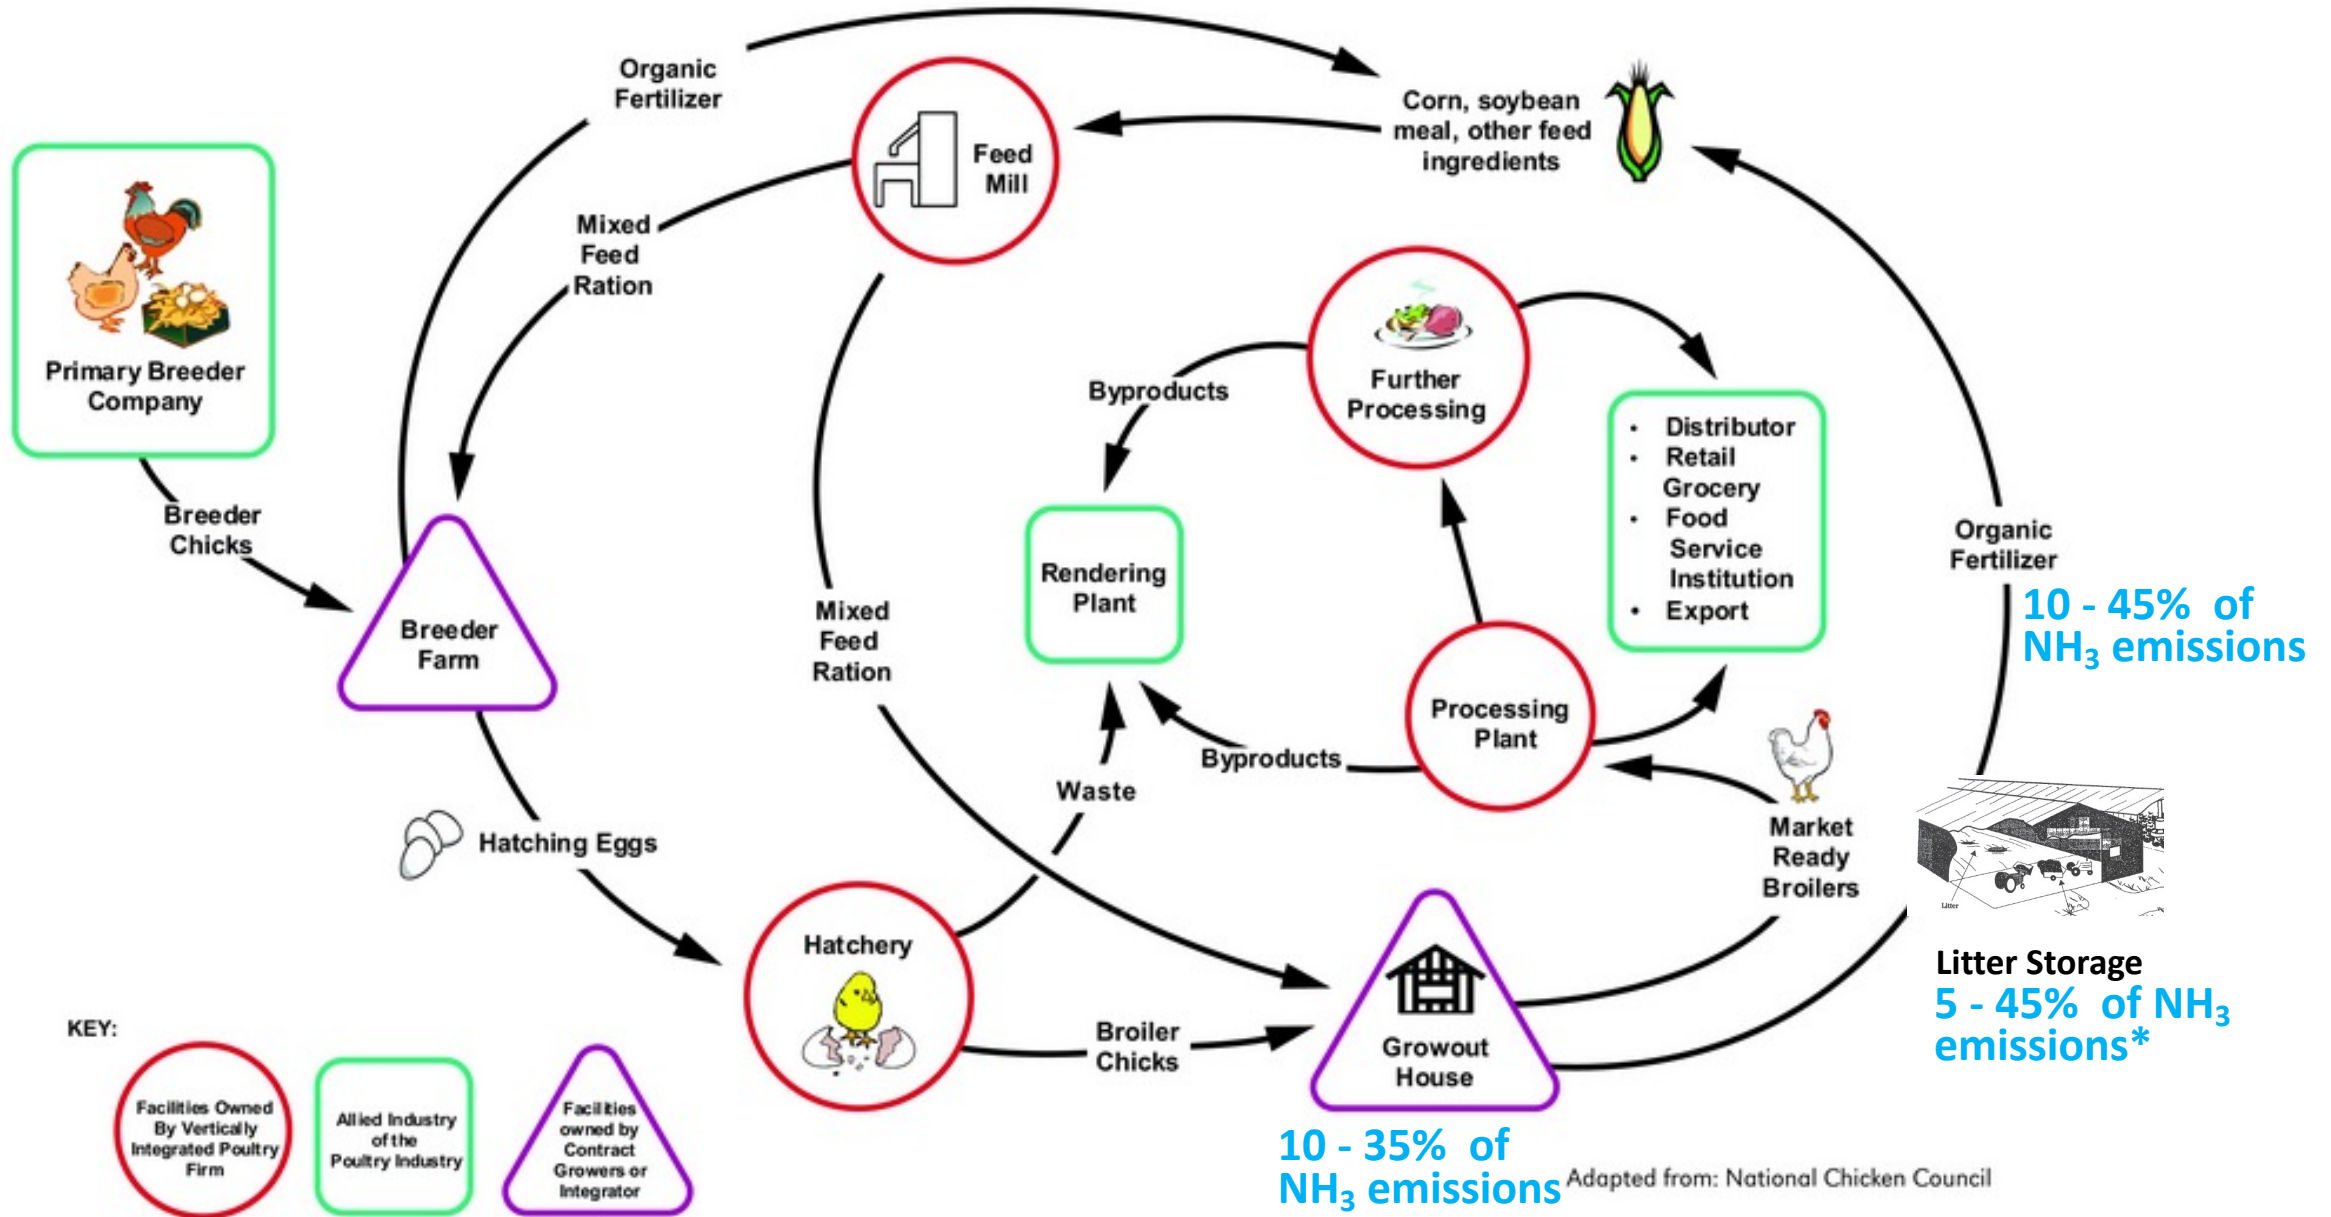 Organic
Fertilizer
Corn, soybean
meal, other feed
ingredients
Feed
Mill
Mixed
Feed
Ration
Primary Breeder
Company
Breeder
Chicks
Breeder
Farm
Byproducts
Further
Processing
• Distributor
• Retail
Grocery
• Food
Service
Institution
• Export
Rendering
Plant
Mixed
Feed
Ration
Organic
Fertilizer
10 - 45% of
NH₃ emissions
Processing
Plant
Byproducts
Waste
Hatching Eggs
Market
Ready
Broilers
Litter
Litter Storage
5 - 45% of NH₃
emissions*
Hatchery
Broiler
Chicks
Growout
House
10 - 35% of
NH₃ emissions
Adapted from: National Chicken Council
KEY:
Facilities Owned
By Vertically
Integrated Poultry
Firm
Allied Industry
of the
Poultry Industry
Facilities
owned by
Contract
Growers or
Integrator